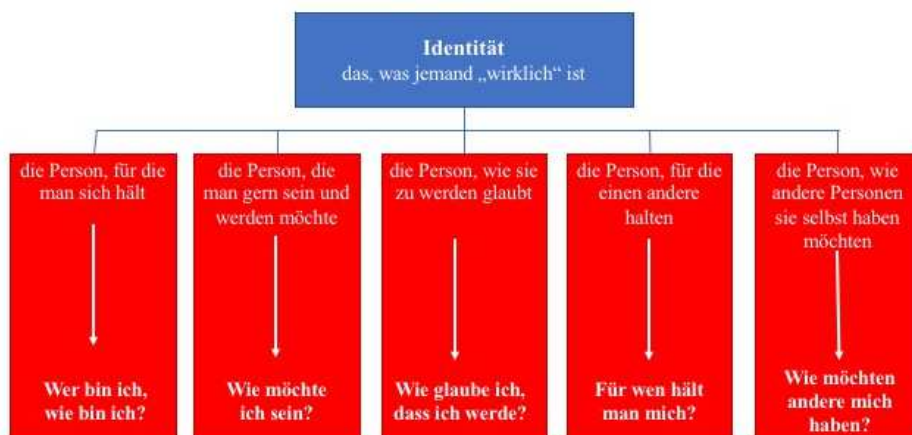 Identität
das, was jemand „wirklich“ ist
die Person, für die
man sich hält
Wer bin ich,
wie bin ich?
die Person, die
man gern sein und
werden möchte
Wie möchte
ich sein?
die Person, wie sie
zu werden glaubt
Wie glaube ich,
dass ich werde?
die Person, für die
einen andere
halten
Für wen hält
man mich?
die Person, wie
andere Personen
sie selbst haben
möchten
Wie möchten
andere mich
haben?